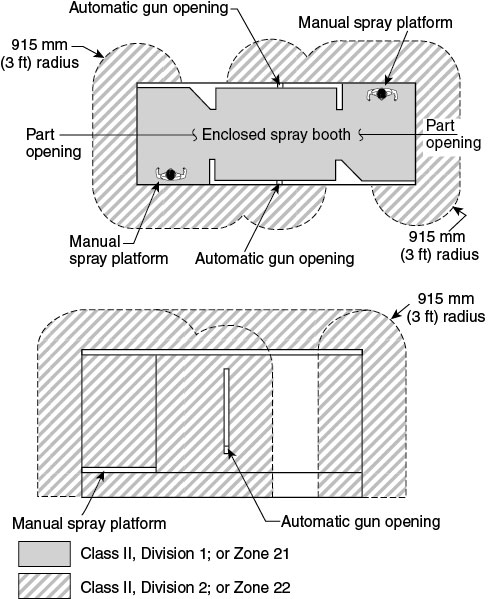 Automatic gun opening
Manual spray platform
915 mm
(3 ft) radius
Part
opening
Enclosed spray booth
Part
opening
Manual
spray platform
Automatic gun opening
915 mm
(3 ft) radius
915 mm
(3 ft) radius
Manual spray platform
Automatic gun opening
Class II, Division 1; or Zone 21
Class II, Division 2; or Zone 22